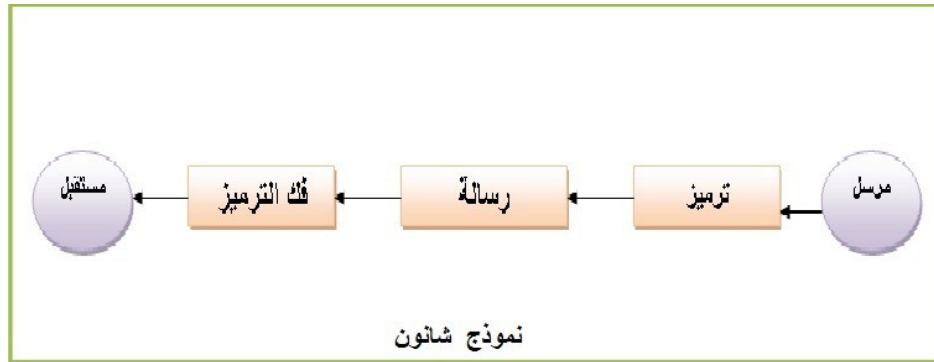 مرسل
ترميز
رسالة
فك الترميز
مستقبل
نموذج شانون